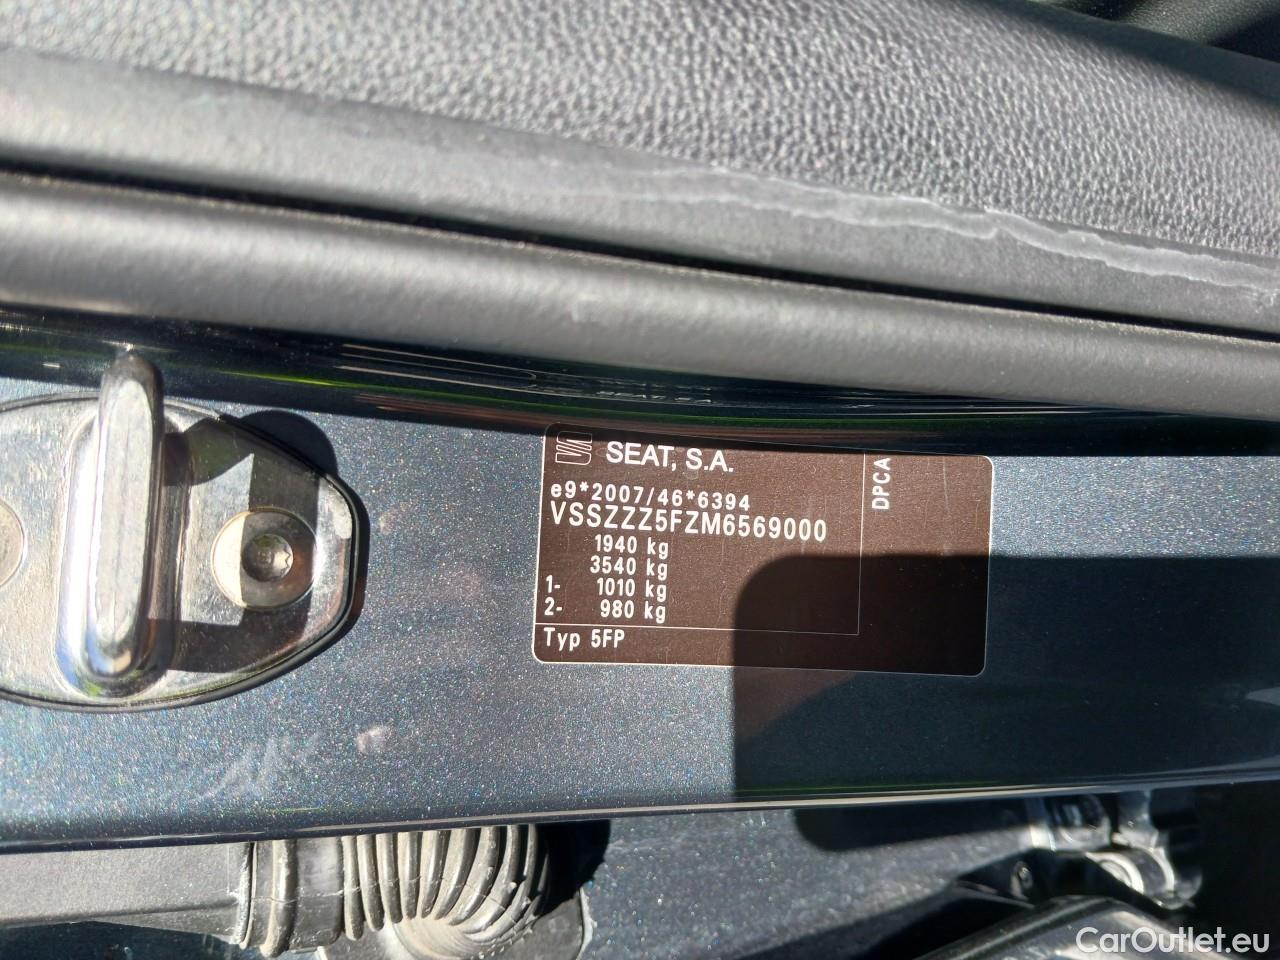 SEAT, S.A.
e9*2007/46*6394
VSSZZZ5FZM6569000
1940 kg
3540 kg
1- 1010 kg
2- 980 kg
Typ 5FP
DPCA
SEAT, S.A.
CarOutlet.eu